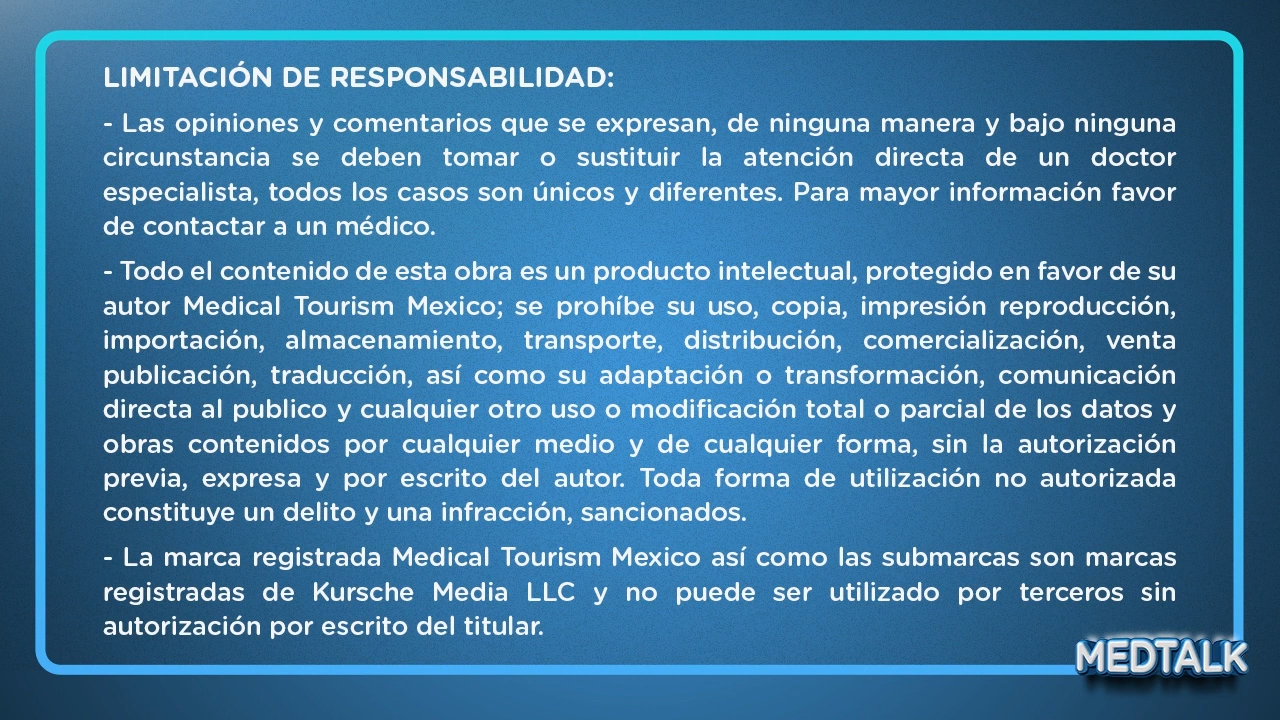 LIMITACIÓN DE RESPONSABILIDAD:
- Las opiniones y comentarios que se expresan, de ninguna manera y bajo ninguna
circunstancia se deben tomar o sustituir la atención directa de un doctor
especialista, todos los casos son únicos y diferentes. Para mayor información favor
de contactar a un médico.
- Todo el contenido de esta obra es un producto intelectual, protegido en favor de su
autor Medical Tourism Mexico; se prohíbe su uso, copia, impresión reproducción,
importación, almacenamiento, transporte, distribución, comercialización, venta
publicación, traducción, así como su adaptación o transformación, comunicación
directa al publico y cualquier otro uso o modificación total o parcial de los datos y
obras contenidos por cualquier medio y de cualquier forma, sin la autorización
previa, expresa y por escrito del autor. Toda forma de utilización no autorizada
constituye un delito y una infracción, sancionados.
- La marca registrada Medical Tourism Mexico así como las submarcas son marcas
registradas de Kursche Media LLC y no puede ser utilizado por terceros sin
autorización por escrito del titular.
MEDTALK